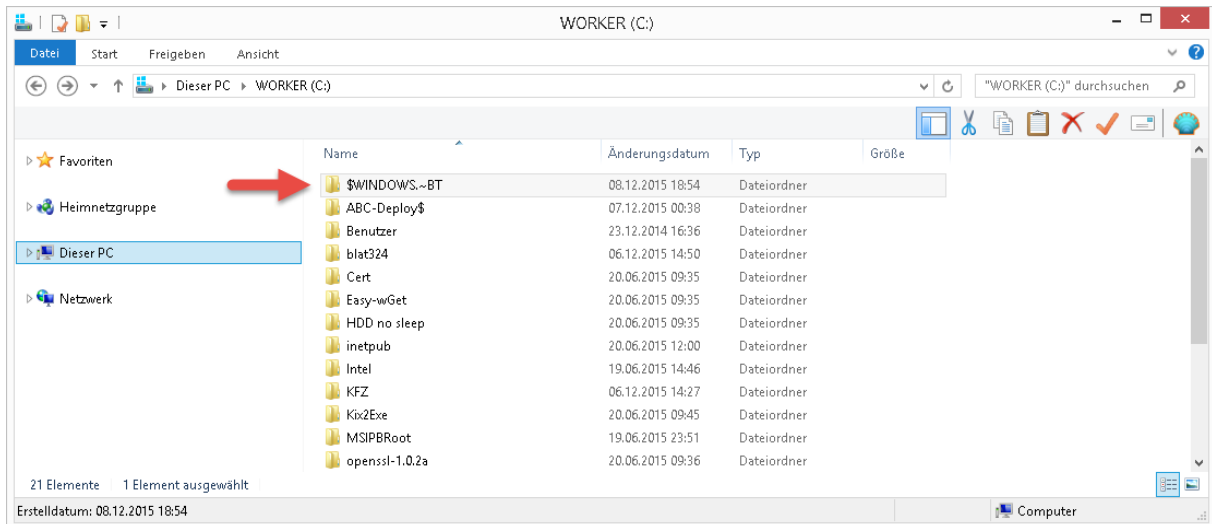 WORKER (C:)
Datei Start Freigeben Ansicht
Dieser PC WORKER (C:) "WORKER (C:)" durchsuchen
Name Änderungsdatum Typ Größe
Favoriten
$WINDOWS.~BT 08.12.2015 18:54 Dateiordner
Heimnetzgruppe ABC-Deploy$ 07.12.2015 00:38 Dateiordner
Benutzer 23.12.2014 16:36 Dateiordner
Dieser PC blat324 06.12.2015 14:50 Dateiordner
Cert 20.06.2015 09:35 Dateiordner
Netzwerk Easy-wGet 20.06.2015 09:35 Dateiordner
HDD no sleep 20.06.2015 09:35 Dateiordner
inetpub 20.06.2015 12:00 Dateiordner
Intel 19.06.2015 14:46 Dateiordner
KFZ 06.12.2015 14:27 Dateiordner
Kix2Exe 20.06.2015 09:45 Dateiordner
MSIPBRoot 19.06.2015 23:51 Dateiordner
openssl-1.0.2a 20.06.2015 09:36 Dateiordner
21 Elemente 1 Element ausgewählt
Erstelldatum: 08.12.2015 18:54 Computer